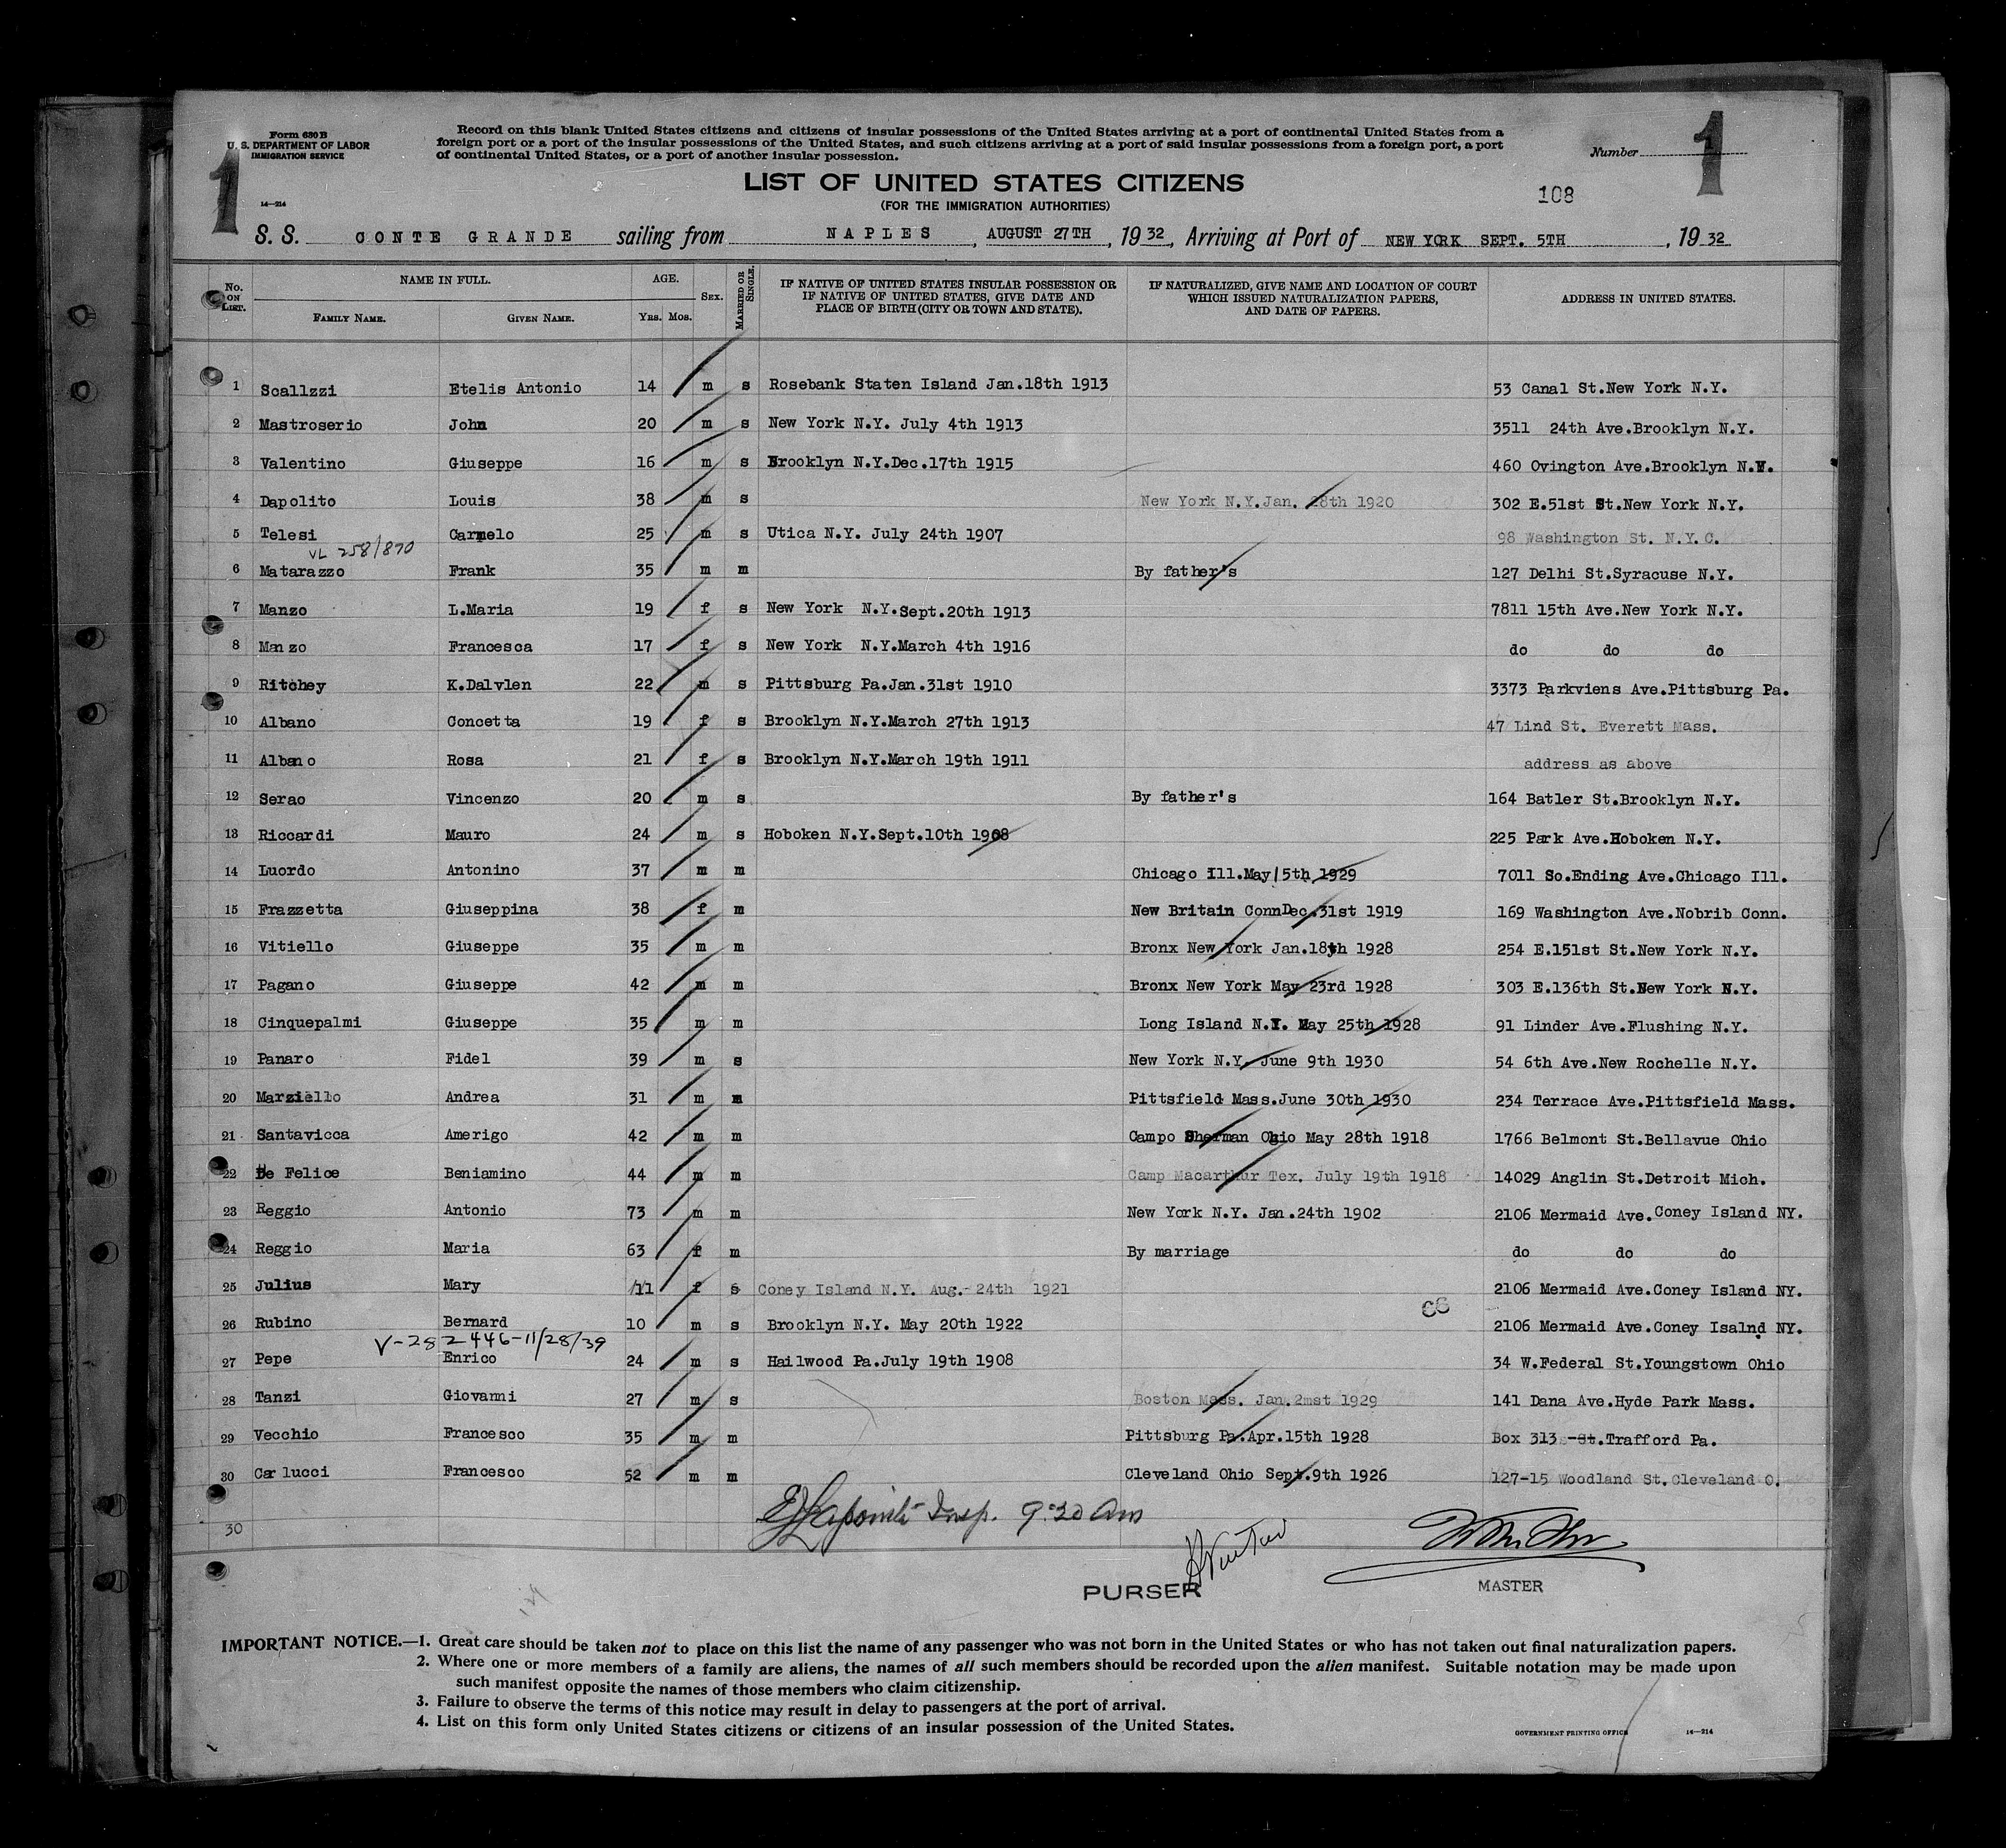 Form 630 B
U. S. DEPARTMENT OF LABOR
IMMIGRATION SERVICE
14—214
1
Record on this blank United States citizens and citizens of insular possessions of the United States arriving at a port of continental United States from a
foreign port or a port of the insular possessions of the United States, and such citizens arriving at a port of said insular possessions from a foreign port, a port
of continental United States, or a port of another insular possession.
Number 1
LIST OF UNITED STATES CITIZENS
(FOR THE IMMIGRATION AUTHORITIES)
108
S. S. CONTE GRANDE sailing from NAPLES, AUGUST 27TH, 1932, Arriving at Port of NEW YORK SEPT. 5TH, 1932
No. ON LIST. NAME IN FULL. FAMILY NAME. GIVEN NAME. AGE. YRS. MOS. SEX. MARRIED OR SINGLE. IF NATIVE OF UNITED STATES INSULAR POSSESSION OR IF NATIVE OF UNITED STATES, GIVE DATE AND PLACE OF BIRTH (CITY OR TOWN AND STATE). IF NATURALIZED, GIVE NAME AND LOCATION OF COURT WHICH ISSUED NATURALIZATION PAPERS, AND DATE OF PAPERS. ADDRESS IN UNITED STATES.
1 Scallzzi Etelis Antonio 14 m s Rosebank Staten Island Jan.18th 1913 53 Canal St.New York N.Y.
2 Mastroserio John 20 m s New York N.Y. July 4th 1913 3511 24th Ave.Brooklyn N.Y.
3 Valentino Giuseppe 16 m s Brooklyn N.Y.Dec.17th 1915 460 Ovington Ave.Brooklyn N.Y.
4 Dapolito Louis 38 m s New York N.Y.Jan. 28th 1920 302 E.51st St.New York N.Y.
5 Telesi Carmelo 25 m s Utica N.Y. July 24th 1907 98 Washington St. N.Y.C.
VL 258/870
6 Matarazzo Frank 35 m m By father's 127 Delhi St.Syracuse N.Y.
7 Manzo L.Maria 19 f s New York N.Y.Sept.20th 1913 7811 15th Ave.New York N.Y.
8 Manzo Francesca 17 f s New York N.Y.March 4th 1916 do do do
9 Ritchey K.Dalvlen 22 m s Pittsburg Pa.Jan.31st 1910 3373 Parkviens Ave.Pittsburg Pa.
10 Albano Concetta 19 f s Brooklyn N.Y.March 27th 1913 47 Lind St. Everett Mass.
11 Albano Rosa 21 f s Brooklyn N.Y.March 19th 1911 address as above
12 Serao Vincenzo 20 m s By father's 164 Batler St.Brooklyn N.Y.
13 Riccardi Mauro 24 m s Hoboken N.Y.Sept.10th 1908 225 Park Ave.Hoboken N.Y.
14 Luordo Antonino 37 m m Chicago Ill.May 15th 1929 7011 So.Ending Ave.Chicago Ill.
15 Frazzetta Giuseppina 38 f m New Britain ConnDec.31st 1919 169 Washington Ave.Nobrib Conn.
16 Vitiello Giuseppe 35 m m Bronx New York Jan.18th 1928 254 E.151st St.New York N.Y.
17 Pagano Giuseppe 42 m m Bronx New York May 23rd 1928 303 E.136th St.New York N.Y.
18 Cinquepalmi Giuseppe 35 m m Long Island N.Y. May 25th 1928 91 Linder Ave.Flushing N.Y.
19 Panaro Fidel 39 m s New York N.Y. June 9th 1930 54 6th Ave.New Rochelle N.Y.
20 Marziello Andrea 31 m m Pittsfield Mass.June 30th 1930 234 Terrace Ave.Pittsfield Mass.
21 Santavicca Amerigo 42 m m Campo Sherman Ohio May 28th 1918 1766 Belmont St.Bellavue Ohio
22 De Felice Beniamino 44 m m Camp Macarthur Tex. July 19th 1918 14029 Anglin St.Detroit Mich.
23 Reggio Antonio 73 m m New York N.Y. Jan.24th 1902 2106 Mermaid Ave.Coney Island NY.
24 Reggio Maria 63 f m By marriage do do do
25 Julius Mary 11 f s Coney Island N.Y. Aug.-24th 1921 2106 Mermaid Ave.Coney Island NY.
26 Rubino Bernard 10 m s Brooklyn N.Y. May 20th 1922 2106 Mermaid Ave.Coney Isalnd NY.
V-282446-11/28/39
27 Pepe Enrico 24 m s Hailwood Pa.July 19th 1908 34 W.Federal St.Youngstown Ohio
28 Tanzi Giovanni 27 m s Boston Mass. Jan.2mst 1929 141 Dana Ave.Hyde Park Mass.
29 Vecchio Francesco 35 m m Pittsburg Pa.Apr.15th 1928 Box 313 -St.Trafford Pa.
30 Carlucci Francesco 52 m m Cleveland Ohio Sept.9th 1926 127-15 Woodland St.Cleveland O.
30
Insp. 9:30 am
PURSER
MASTER
IMPORTANT NOTICE.—1. Great care should be taken not to place on this list the name of any passenger who was not born in the United States or who has not taken out final naturalization papers.
2. Where one or more members of a family are aliens, the names of all such members should be recorded upon the alien manifest. Suitable notation may be made upon
such manifest opposite the names of those members who claim citizenship.
3. Failure to observe the terms of this notice may result in delay to passengers at the port of arrival.
4. List on this form only United States citizens or citizens of an insular possession of the United States.
GOVERNMENT PRINTING OFFICE 14—214